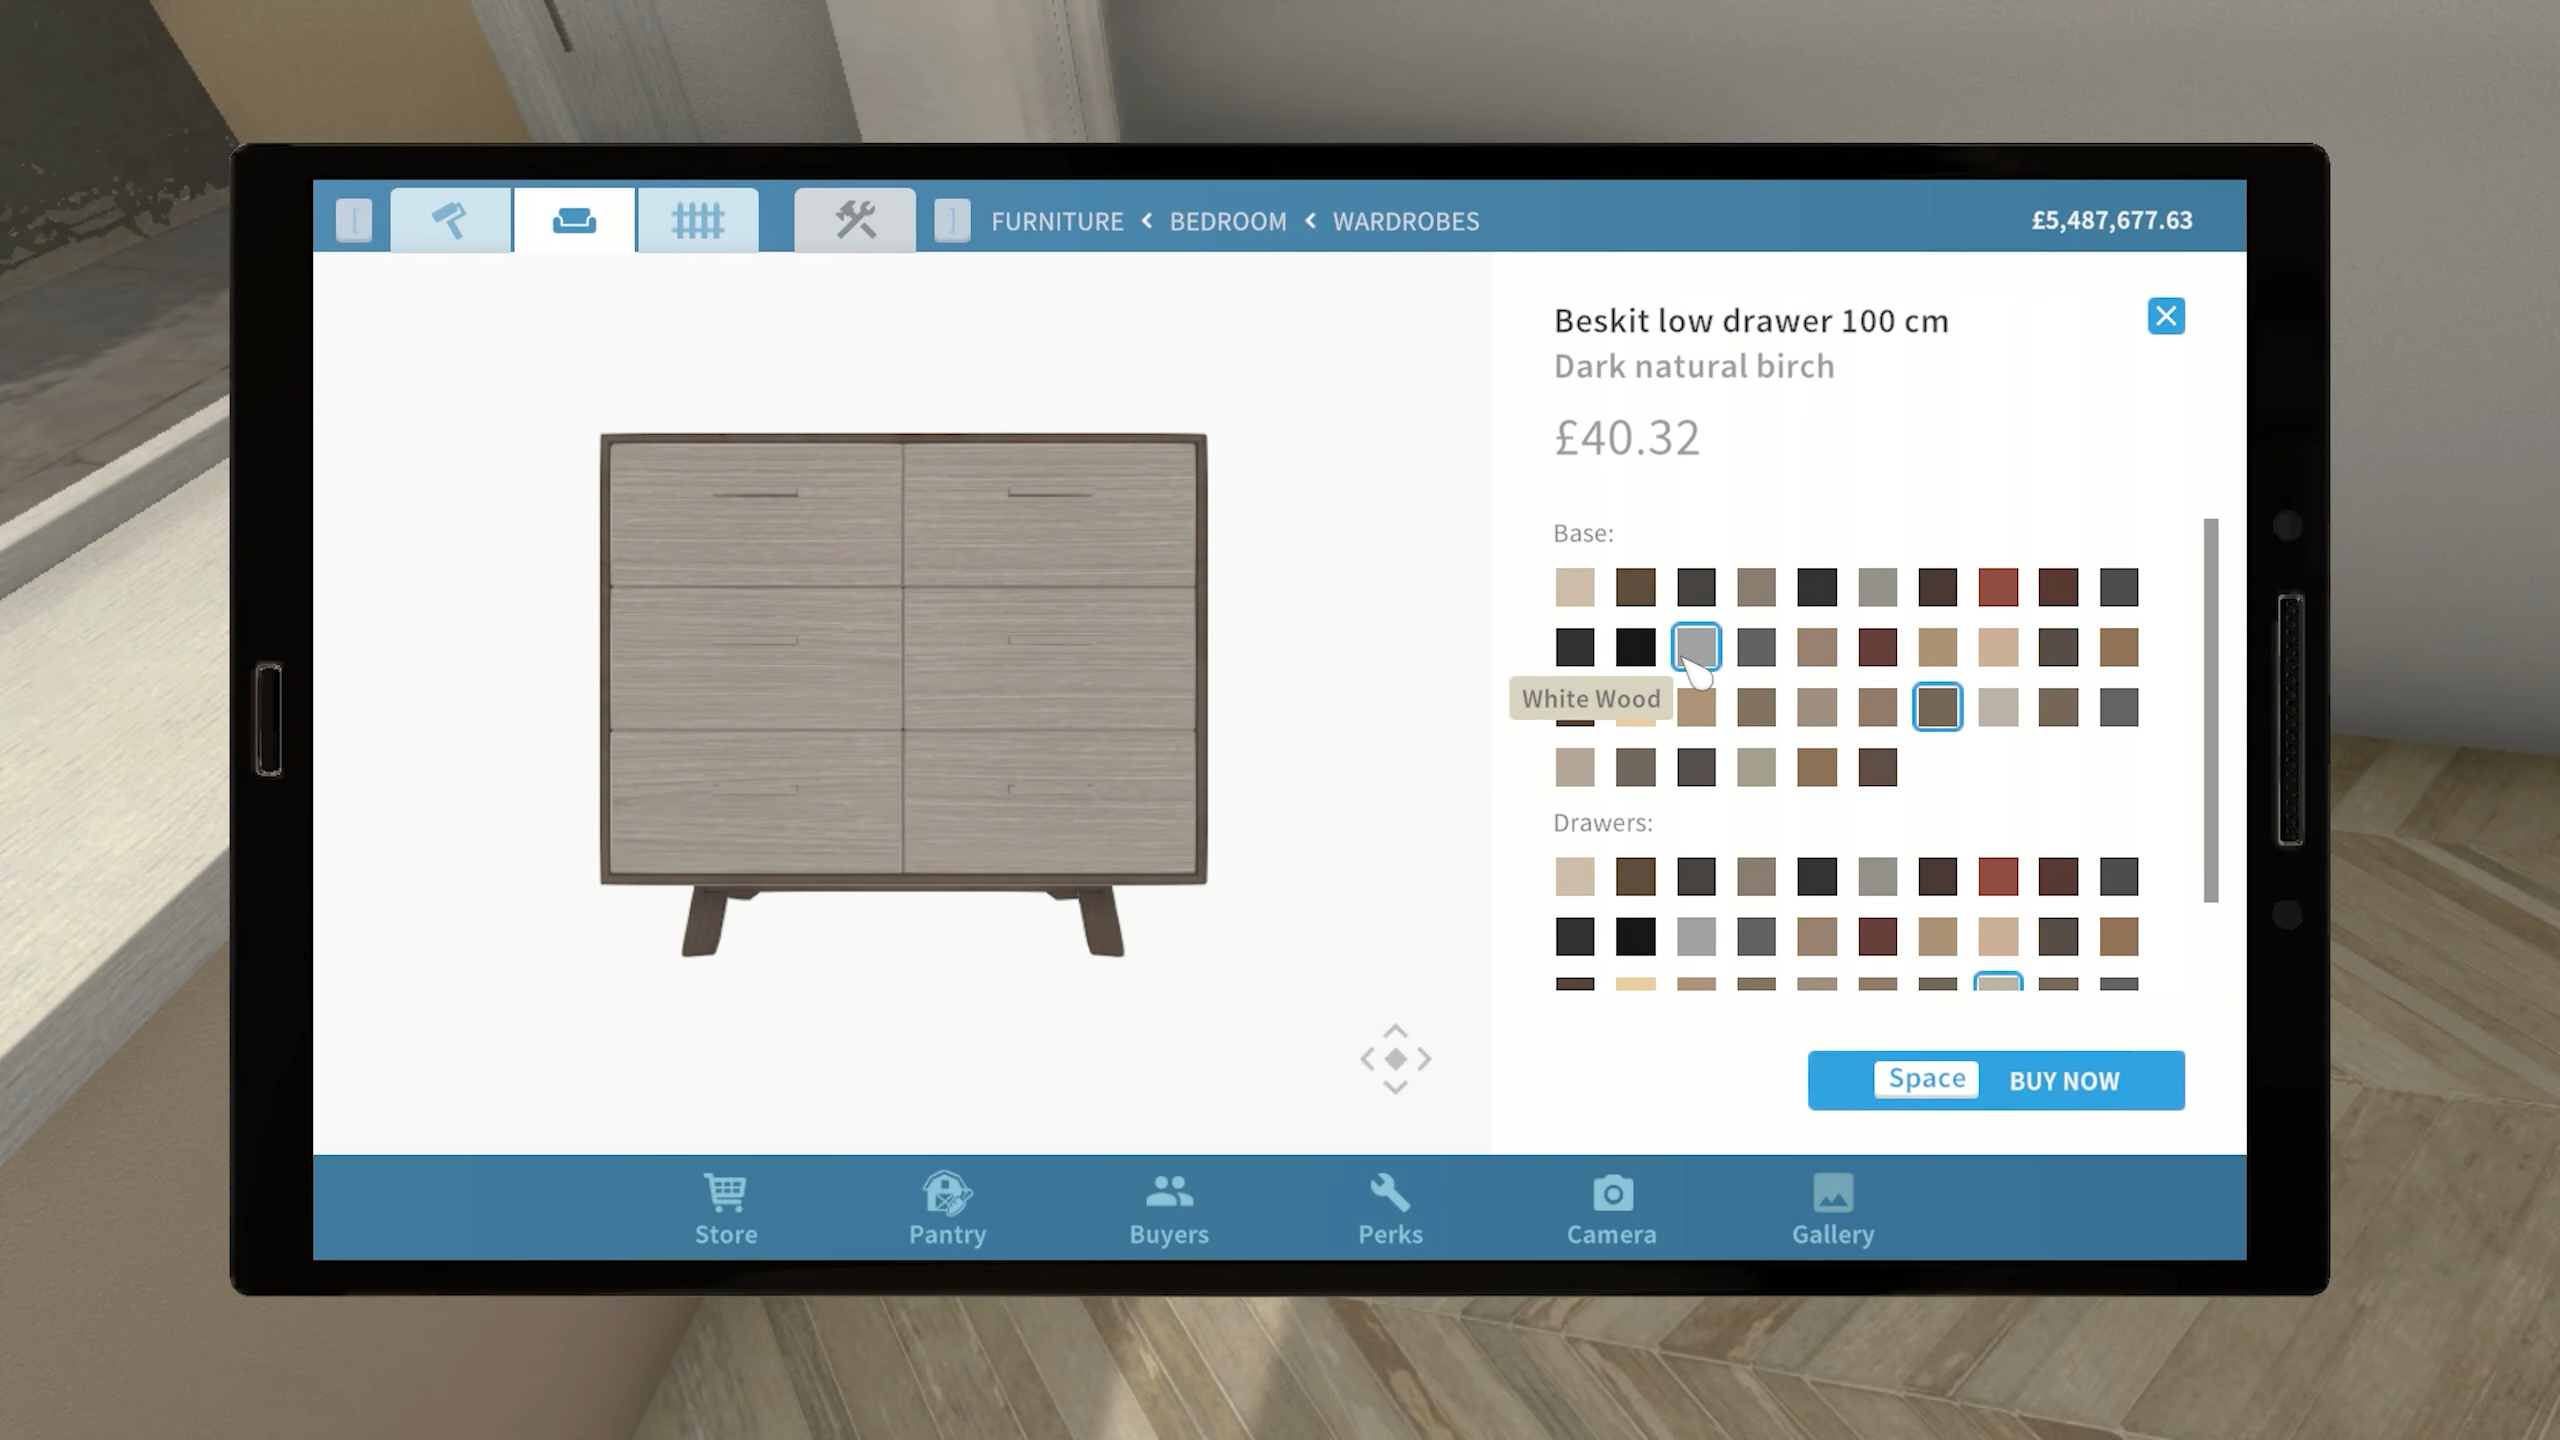 [ ] FURNITURE < BEDROOM < WARDROBES £5,487,677.63
Beskit low drawer 100 cm
Dark natural birch
£40.32
Base:
White Wood
Drawers:
Space BUY NOW
Store Pantry Buyers Perks Camera Gallery